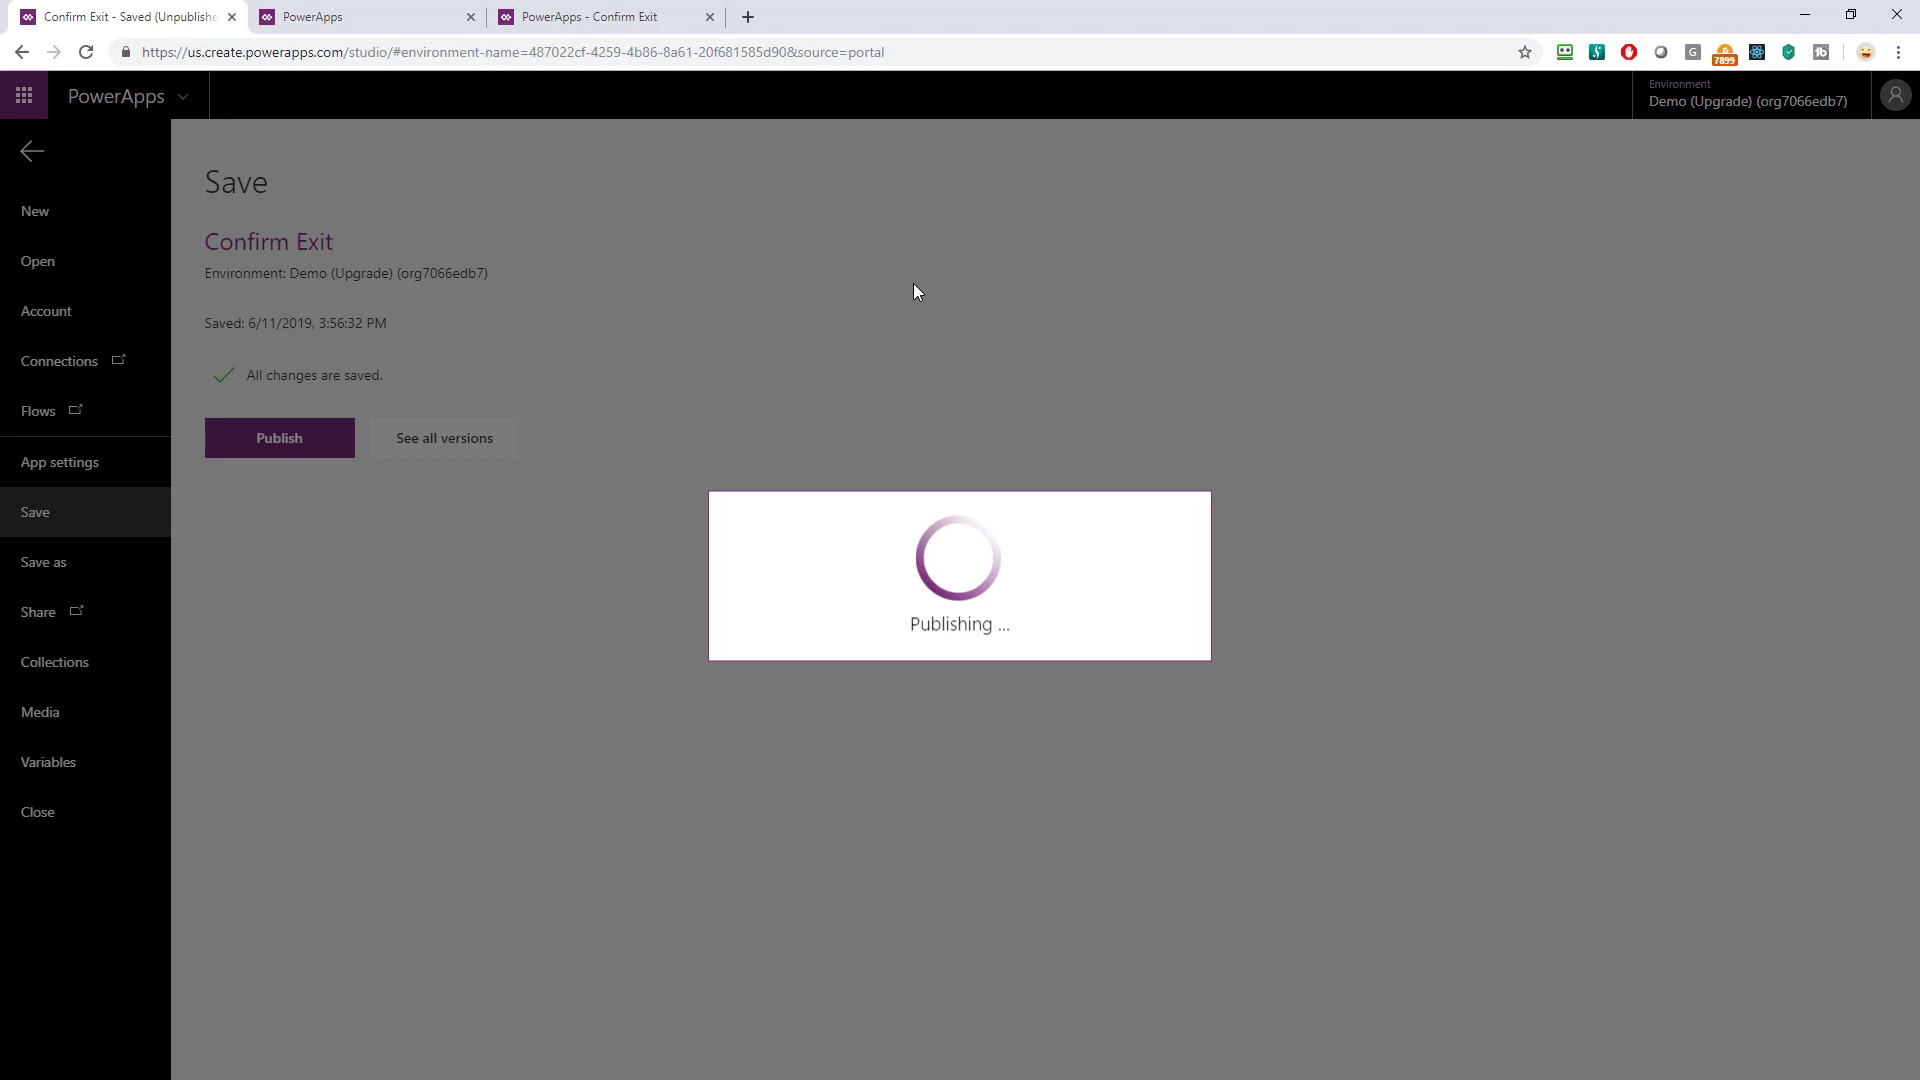 Confirm Exit - Saved (Unpublishe
PowerApps
PowerApps - Confirm Exit
https://us.create.powerapps.com/studio/#environment-name=487022cf-4259-4b86-8a61-20f681585d90&source=portal
G
7899
tb
PowerApps
Environment
Demo (Upgrade) (org7066edb7)
New
Open
Account
Connections
Flows
App settings
Save
Save as
Share
Collections
Media
Variables
Close
Save
Confirm Exit
Environment: Demo (Upgrade) (org7066edb7)
Saved: 6/11/2019, 3:56:32 PM
All changes are saved.
Publish
See all versions
Publishing ...